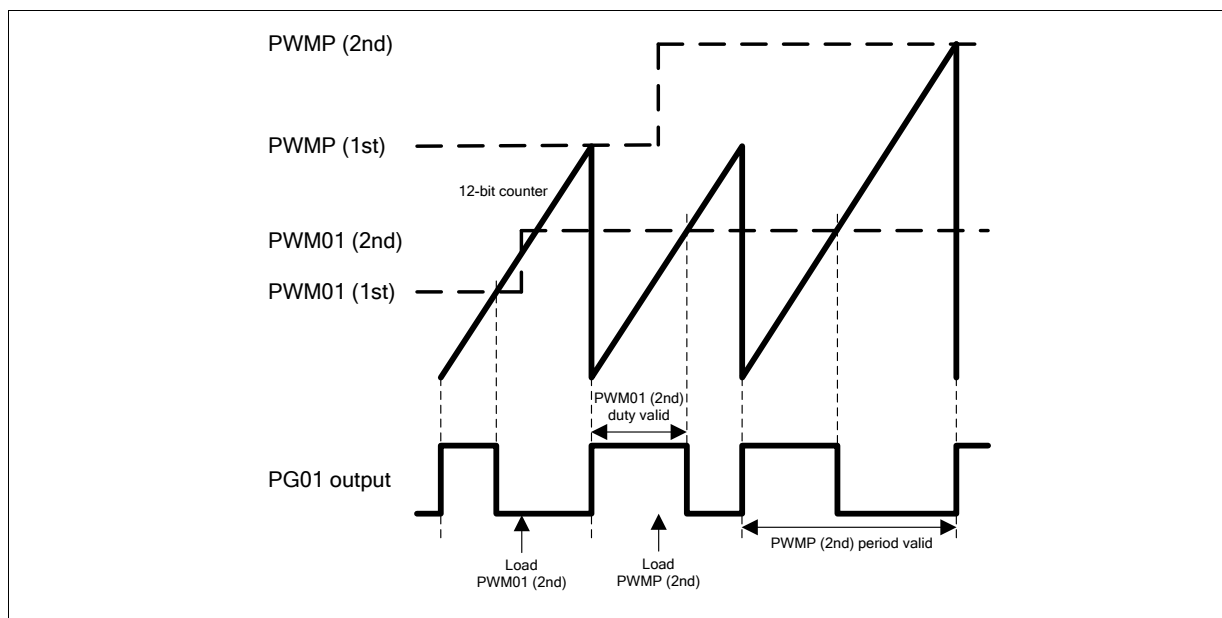 PWMP (2nd)
PWMP (1st)
12-bit counter
PWM01 (2nd)
PWM01 (1st)
PWM01 (2nd)
duty valid
PG01 output
PWMP (2nd) period valid
Load
PWM01 (2nd)
Load
PWMP (2nd)